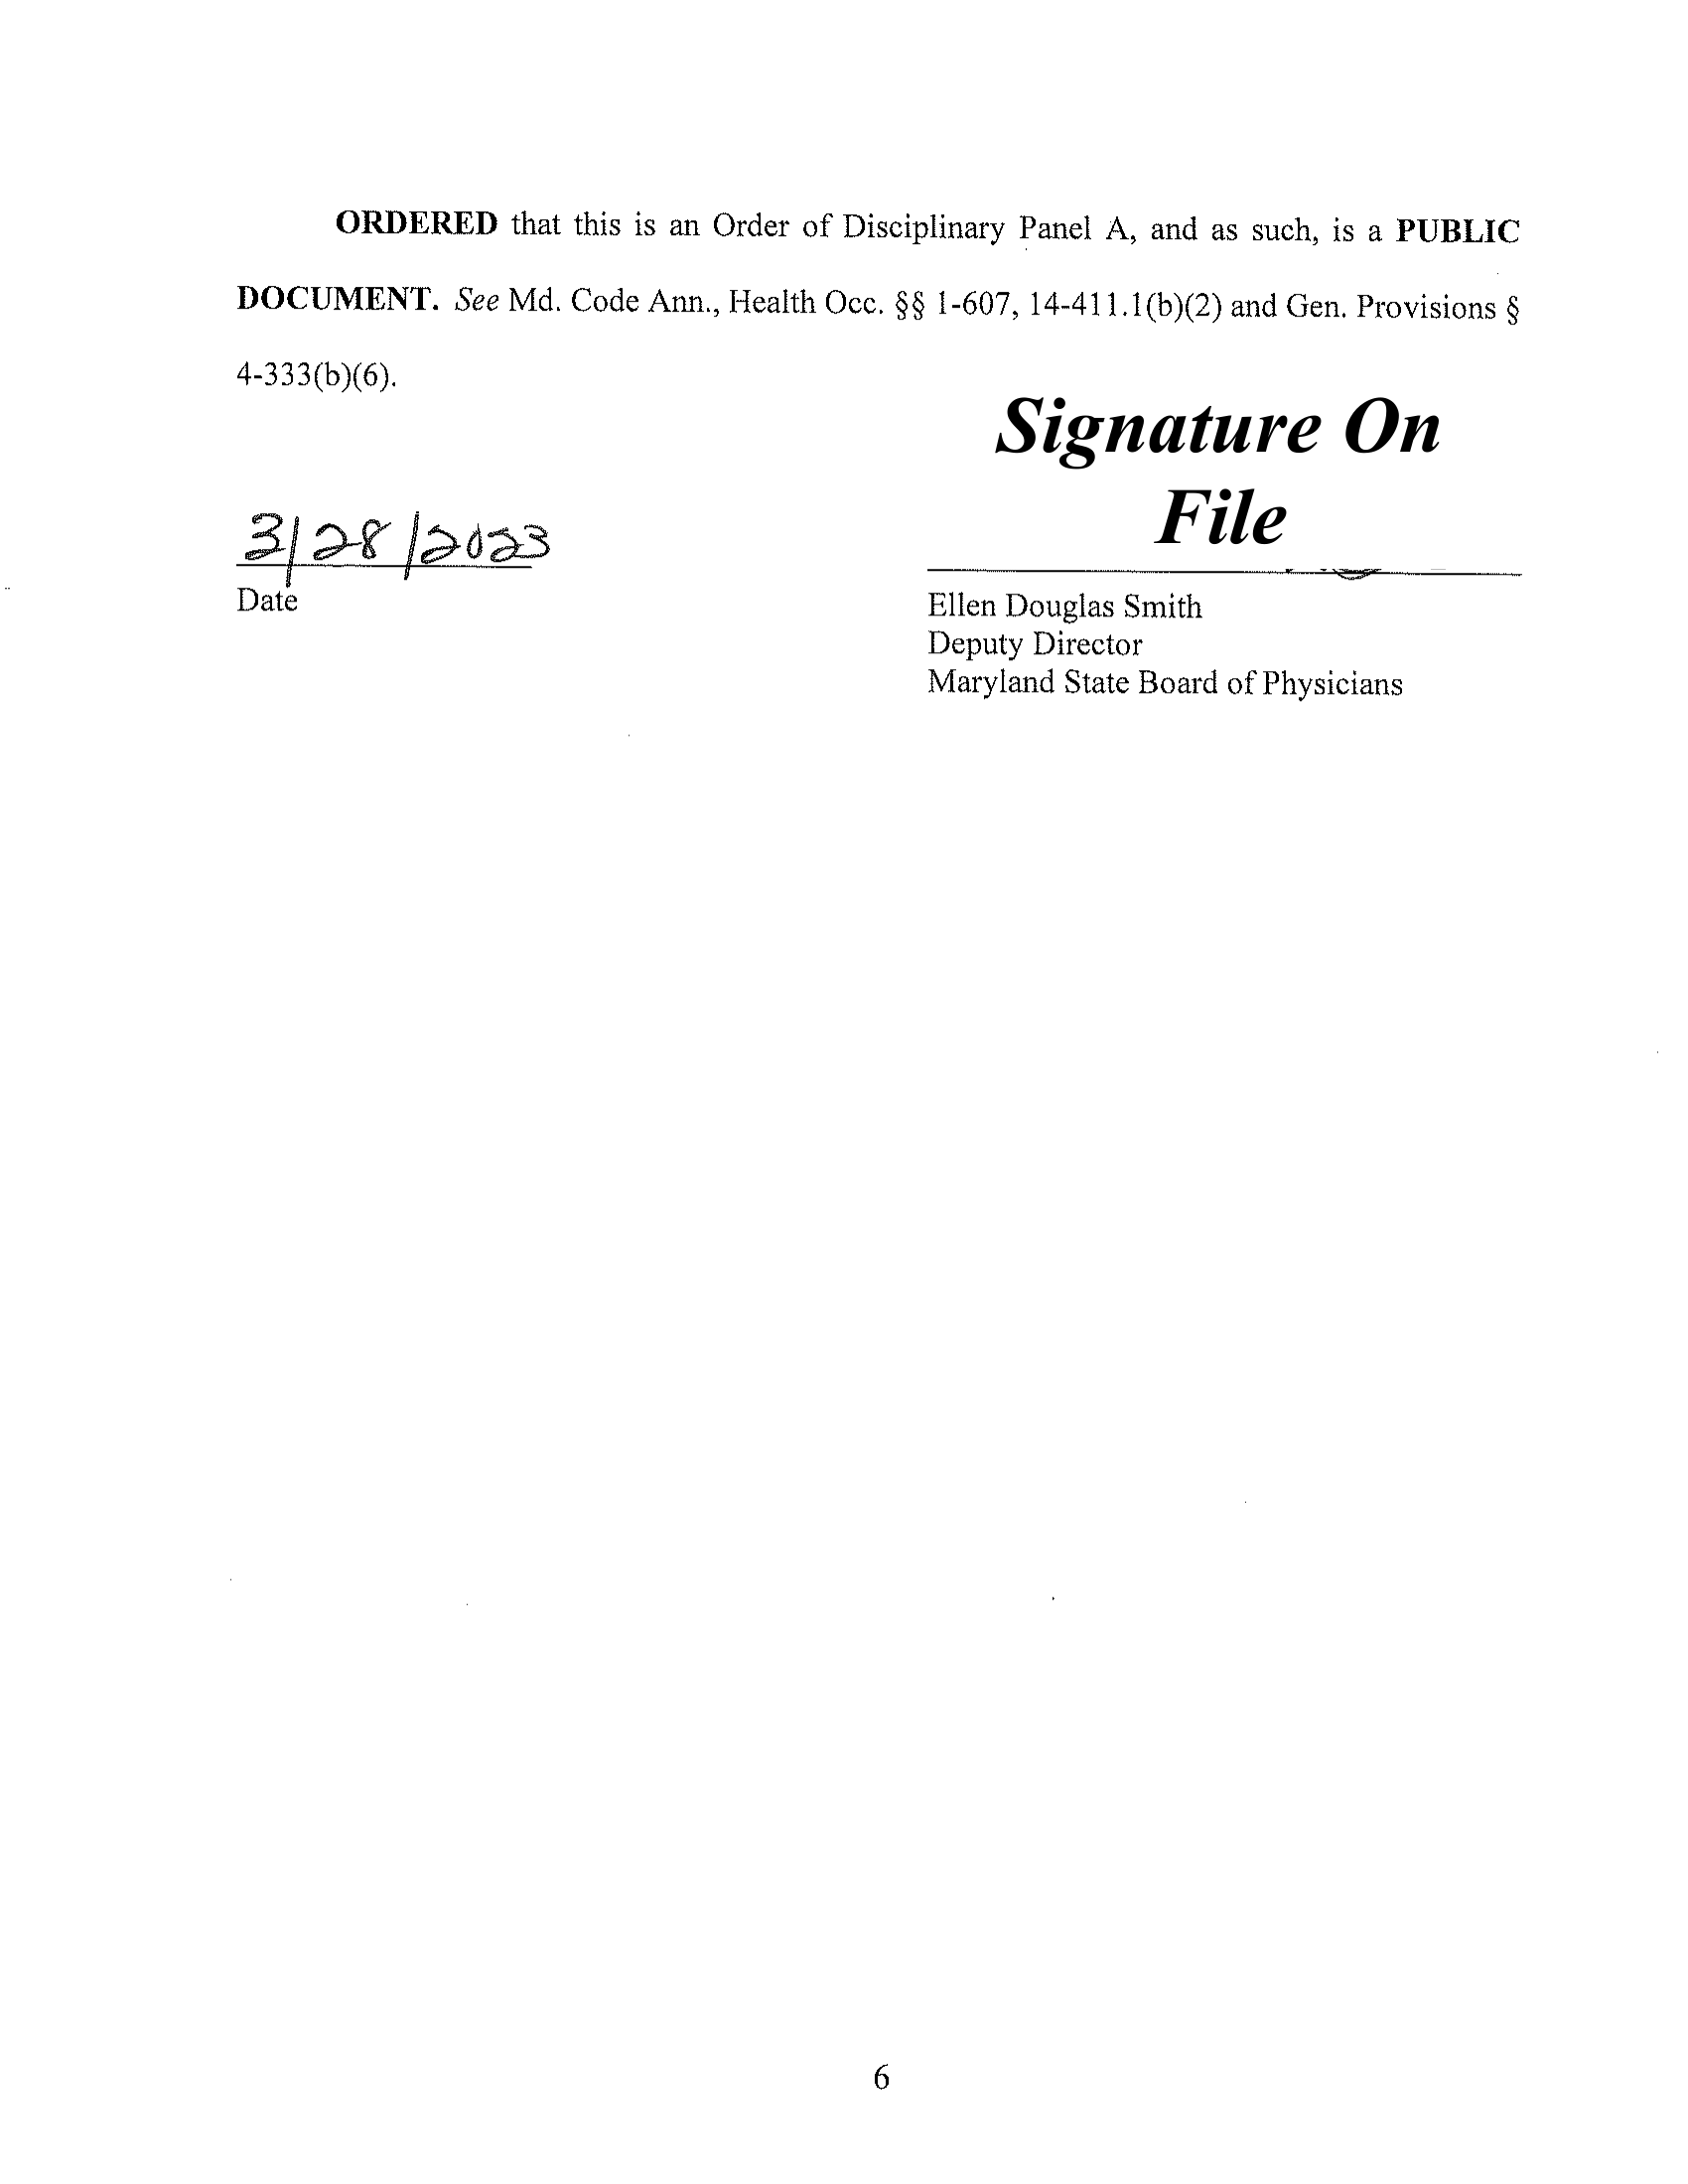 ORDERED that this is an Order of Disciplinary Panel A, and as such, is a PUBLIC
DOCUMENT. See Md. Code Ann., Health Occ. §§ 1-607, 14-411.1(b)(2) and Gen. Provisions §
4-333(b)(6).
Signature On
File
3/28/2023
Date
Ellen Douglas Smith
Deputy Director
Maryland State Board of Physicians
6